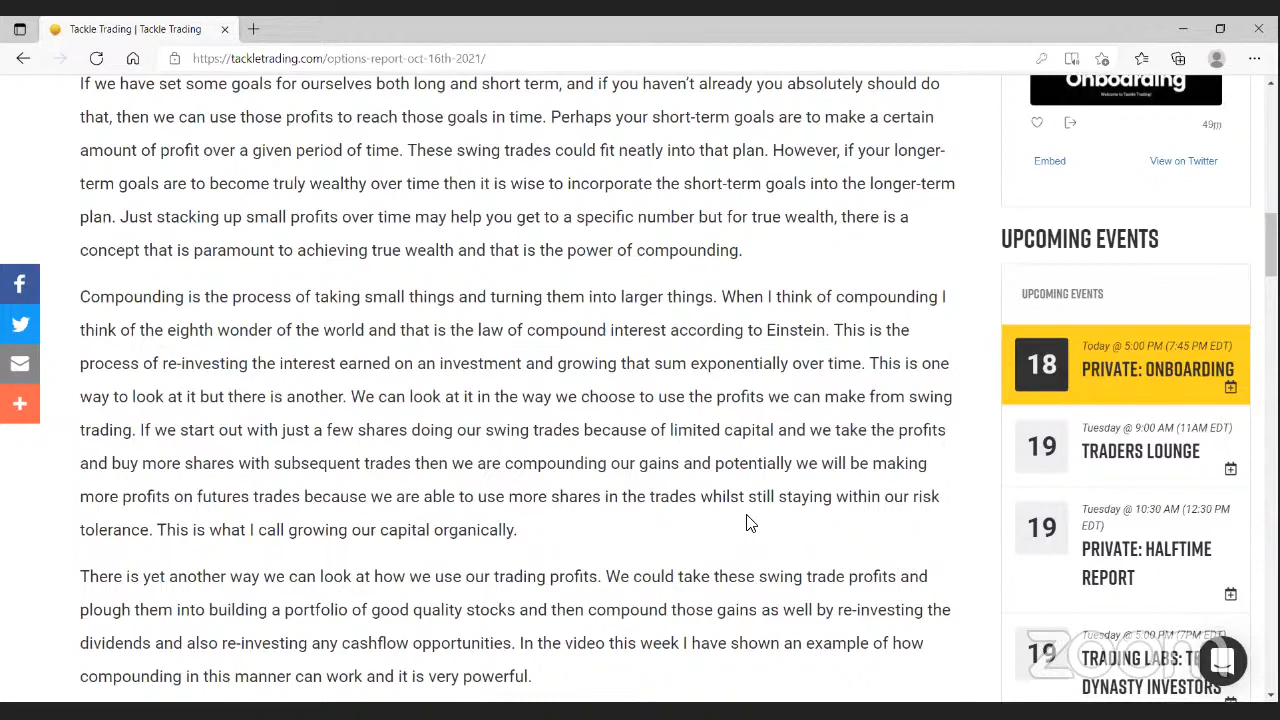 Tackle Trading | Tackle Trading
https://tackletrading.com/options-report-oct-16th-2021/
If we have set some goals for ourselves both long and short term, and if you haven't already you absolutely should do
that, then we can use those profits to reach those goals in time. Perhaps your short-term goals are to make a certain
amount of profit over a given period of time. These swing trades could fit neatly into that plan. However, if your longer-
term goals are to become truly wealthy over time then it is wise to incorporate the short-term goals into the longer-term
plan. Just stacking up small profits over time may help you get to a specific number but for true wealth, there is a
concept that is paramount to achieving true wealth and that is the power of compounding.
Compounding is the process of taking small things and turning them into larger things. When I think of compounding I
think of the eighth wonder of the world and that is the law of compound interest according to Einstein. This is the
process of re-investing the interest earned on an investment and growing that sum exponentially over time. This is one
way to look at it but there is another. We can look at it in the way we choose to use the profits we can make from swing
trading. If we start out with just a few shares doing our swing trades because of limited capital and we take the profits
and buy more shares with subsequent trades then we are compounding our gains and potentially we will be making
more profits on futures trades because we are able to use more shares in the trades whilst still staying within our risk
tolerance. This is what I call growing our capital organically.
There is yet another way we can look at how we use our trading profits. We could take these swing trade profits and
plough them into building a portfolio of good quality stocks and then compound those gains as well by re-investing the
dividends and also re-investing any cashflow opportunities. In the video this week I have shown an example of how
compounding in this manner can work and it is very powerful.
Onboarding
Welcome to Tackle Trading!
49m
Embed
View on Twitter
UPCOMING EVENTS
UPCOMING EVENTS
18
Today @ 5:00 PM (7:45 PM EDT)
PRIVATE: ONBOARDING
19
Tuesday @ 9:00 AM (11AM EDT)
TRADERS LOUNGE
19
Tuesday @ 10:30 AM (12:30 PM
EDT)
PRIVATE: HALFTIME
REPORT
19
Tuesday @ 5:00 PM (7PM EDT)
TRADING LABS:
DYNASTY INVESTORS
zoom